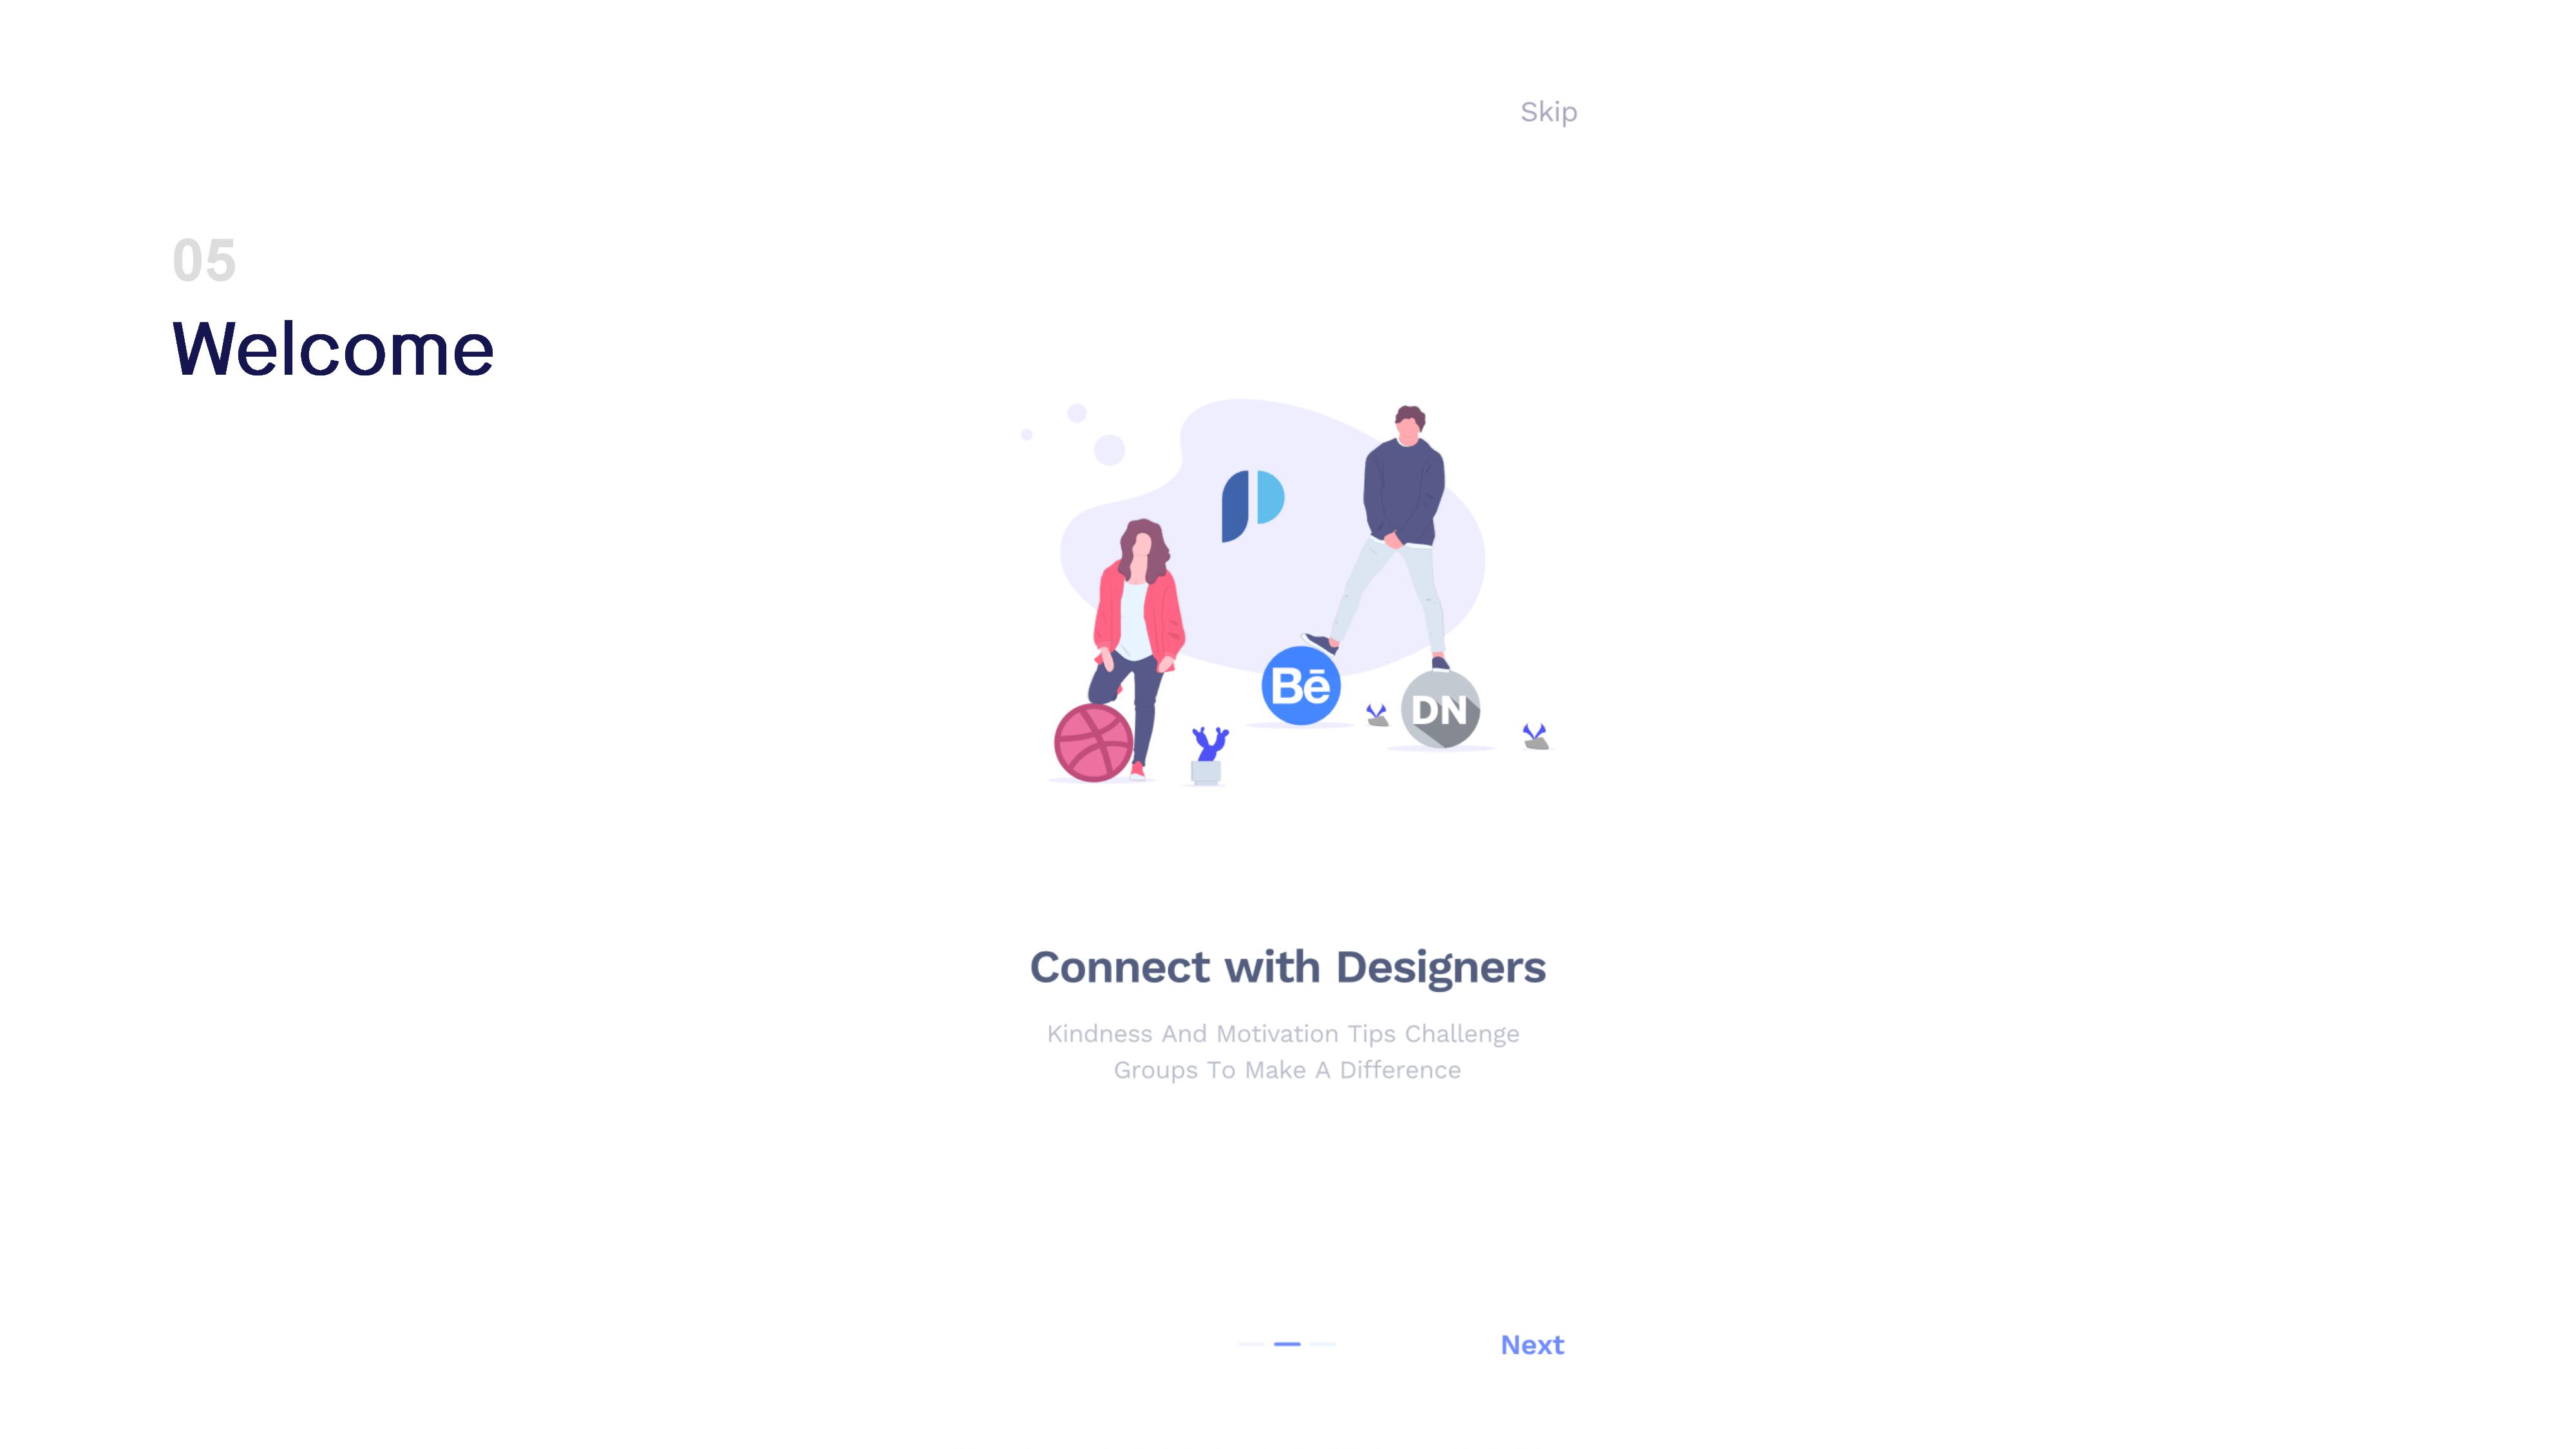 Skip
05
Welcome
Bē
DN
Connect with Designers
Kindness And Motivation Tips Challenge
Groups To Make A Difference
Next